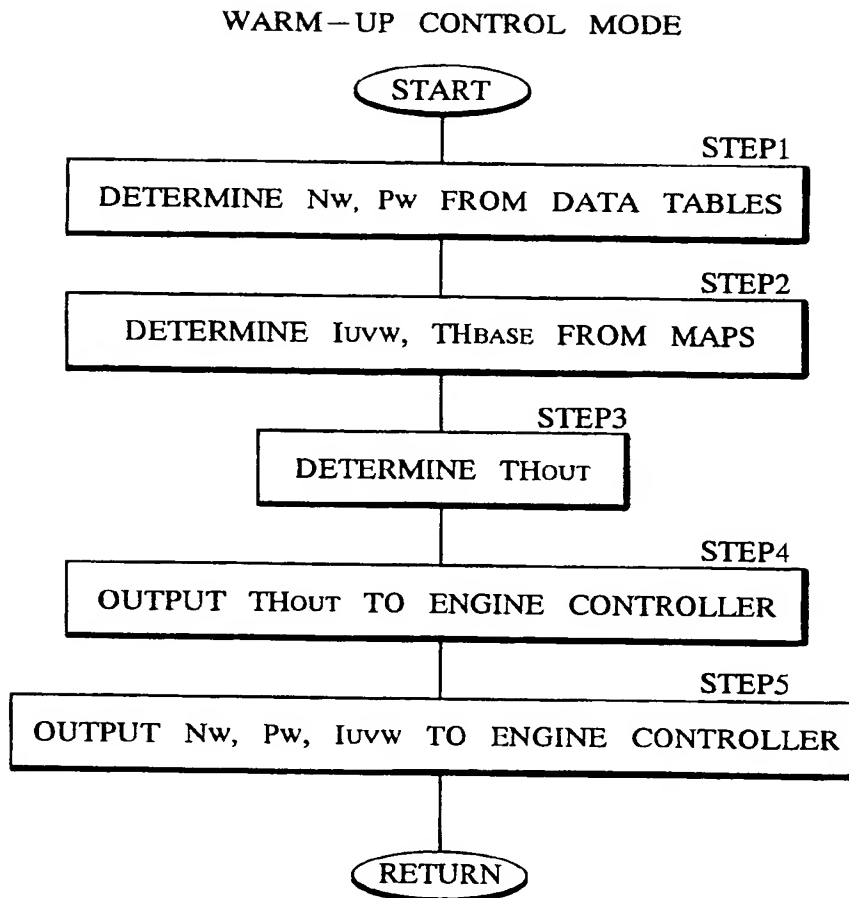 WARM-UP CONTROL MODE
START
STEP1
DETERMINE NW, PW FROM DATA TABLES
STEP2
DETERMINE IUVW, THBASE FROM MAPS
STEP3
DETERMINE THOUT
STEP4
OUTPUT THOUT TO ENGINE CONTROLLER
STEP5
OUTPUT NW, PW, IUVW TO ENGINE CONTROLLER
RETURN